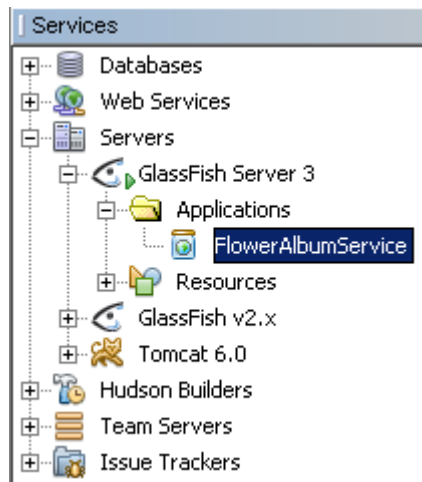 Services
Databases
Web Services
Servers
GlassFish Server 3
Applications
FlowerAlbumService
Resources
GlassFish v2.x
Tomcat 6.0
Hudson Builders
Team Servers
Issue Trackers